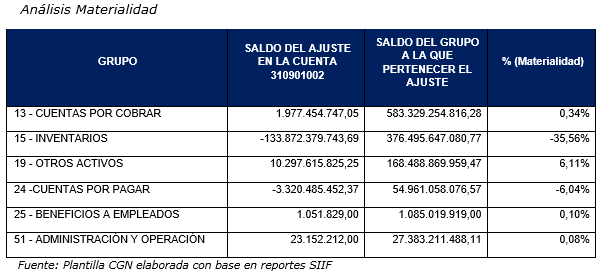 Análisis Materialidad
GRUPO
SALDO DEL AJUSTE
EN LA CUENTA
310901002
SALDO DEL GRUPO
A LA QUE
PERTENECER EL
AJUSTE
% (Materialidad)
13 - CUENTAS POR COBRAR 1.977.454.747,05 583.329.254.816,28 0,34%
15 - INVENTARIOS -133.872.379.743,69 376.495.647.080,77 -35,56%
19 - OTROS ACTIVOS 10.297.615.825,25 168.488.869.959,47 6,11%
24 -CUENTAS POR PAGAR -3.320.485.452,37 54.961.058.076,57 -6,04%
25 - BENEFICIOS A EMPLEADOS 1.051.829,00 1.085.019.919,00 0,10%
51 - ADMINISTRACIÓN Y OPERACIÓN 23.152.212,00 27.383.211.488,11 0,08%
Fuente: Plantilla CGN elaborada con base en reportes SIIF